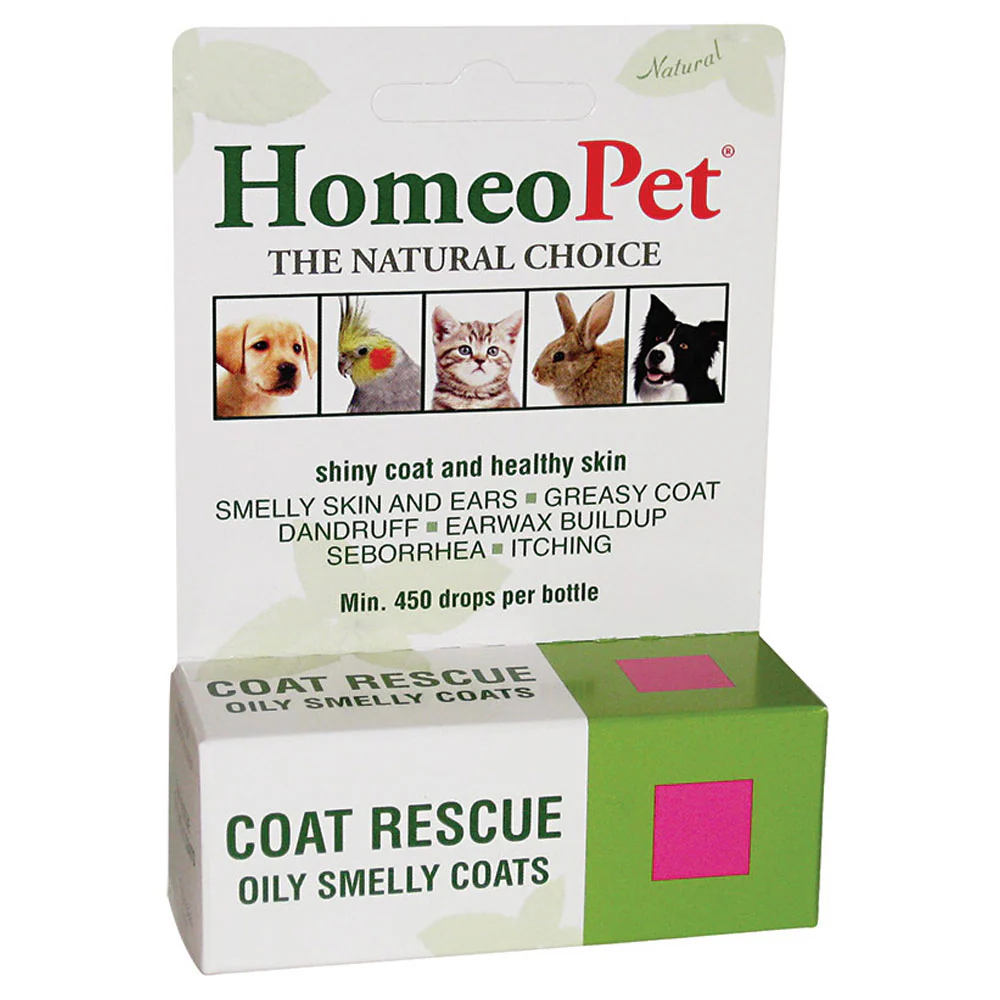 Natural
HomeoPet®
THE NATURAL CHOICE
shiny coat and healthy skin
SMELLY SKIN AND EARS ▪ GREASY COAT
DANDRUFF ▪ EARWAX BUILDUP
SEBORRHEA ▪ ITCHING
Min. 450 drops per bottle
COAT RESCUE
OILY SMELLY COATS
COAT RESCUE
OILY SMELLY COATS